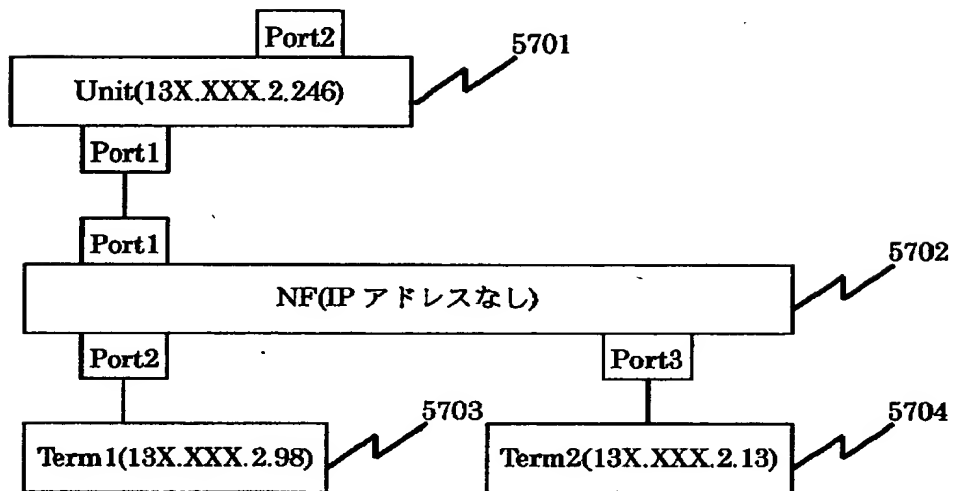 Port2
5701
Unit(13X.XXX.2.246)
Port1
Port1
5702
NF(IP アドレスなし)
Port2
Port3
5703
5704
Term1(13X.XXX.2.98)
Term2(13X.XXX.2.13)